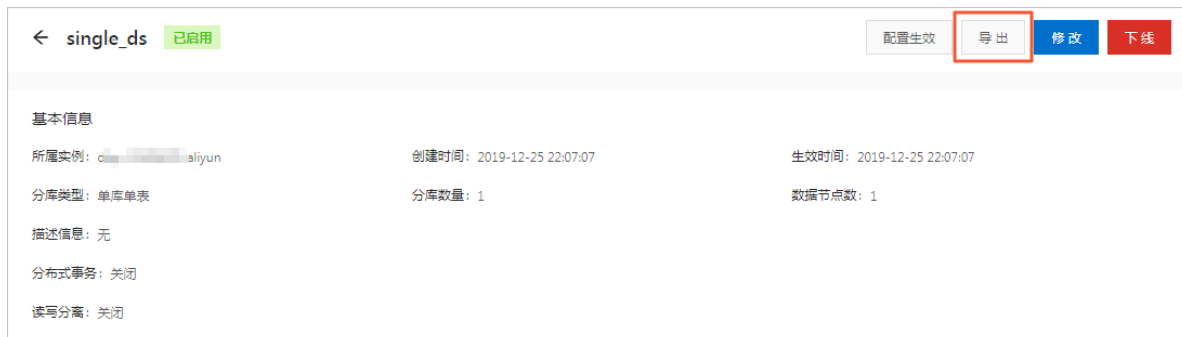 ← single_ds 已启用 配置生效 导 出 修 改 下 线
基本信息
所属实例: aliyun 创建时间: 2019-12-25 22:07:07 生效时间: 2019-12-25 22:07:07
分库类型: 单库单表 分库数量: 1 数据节点数: 1
描述信息: 无
分布式事务: 关闭
读写分离: 关闭